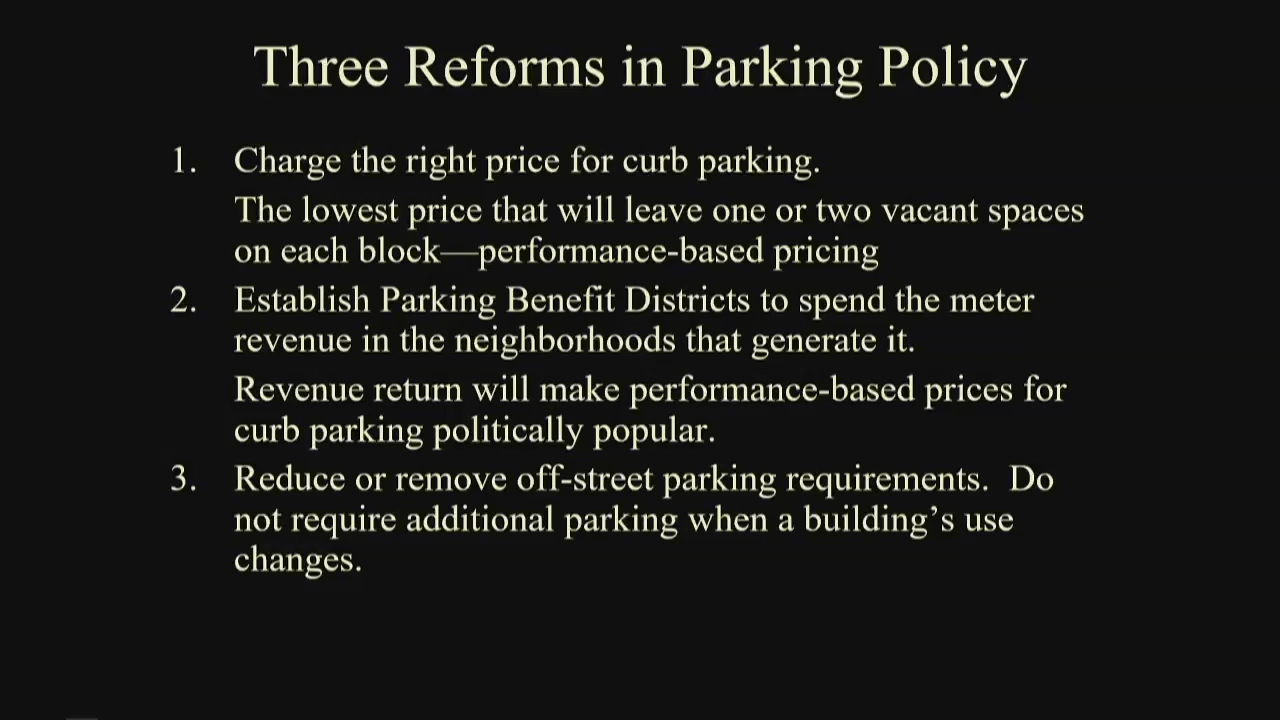 Three Reforms in Parking Policy
1. Charge the right price for curb parking.
The lowest price that will leave one or two vacant spaces
on each block—performance-based pricing
2. Establish Parking Benefit Districts to spend the meter
revenue in the neighborhoods that generate it.
Revenue return will make performance-based prices for
curb parking politically popular.
3. Reduce or remove off-street parking requirements.  Do
not require additional parking when a building’s use
changes.